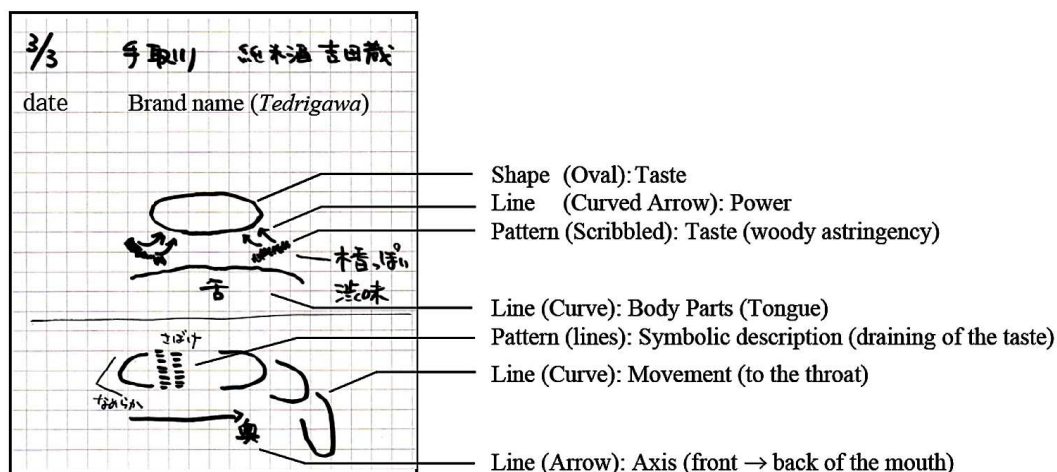 3/3 手取川 純米酒 吉田蔵
date Brand name (Tedrigawa)
Shape (Oval): Taste
Line (Curved Arrow): Power
Pattern (Scribbled): Taste (woody astringency)
っぽい
渋味
舌
Line (Curve): Body Parts (Tongue)
さばけ
Pattern (lines): Symbolic description (draining of the taste)
Line (Curve): Movement (to the throat)
なめらか
奥
Line (Arrow): Axis (front → back of the mouth)